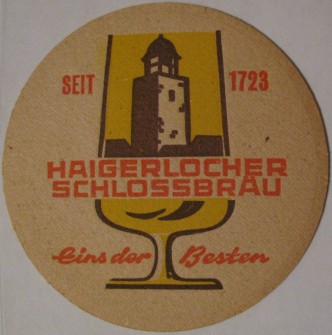 SEIT 1723
HAIGERLOCHER
SCHLOSSBRÄU
Eins der Besten